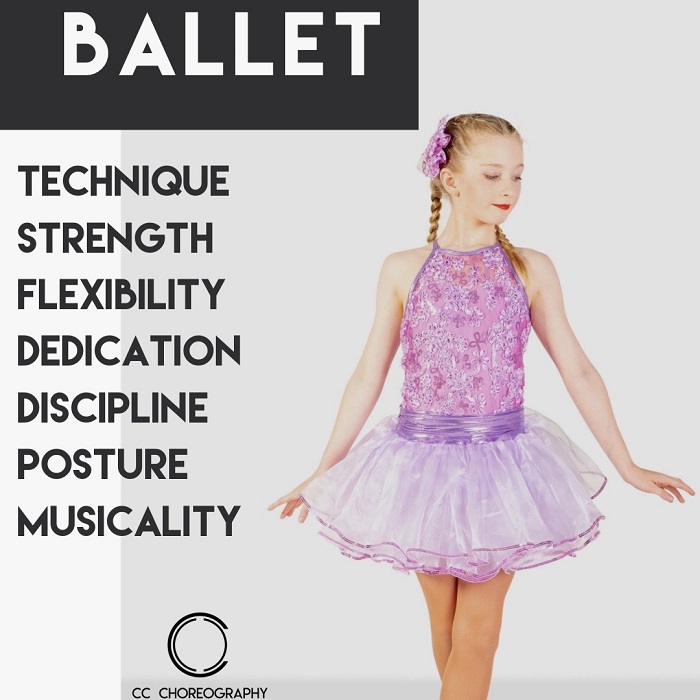 BALLET
TECHNIQUE
STRENGTH
FLEXIBILITY
DEDICATION
DISCIPLINE
POSTURE
MUSICALITY
CC CHOREOGRAPHY